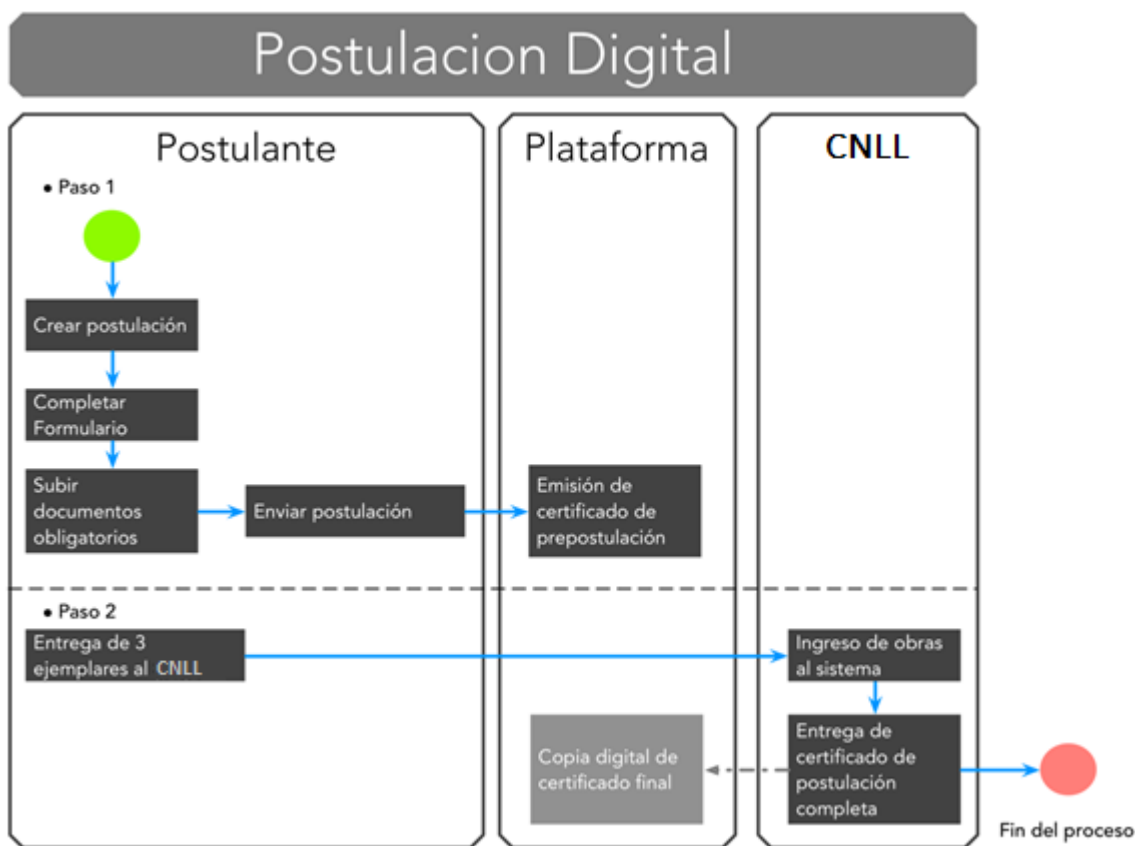 Postulacion Digital
Postulante
Plataforma
CNLL
• Paso 1
Crear postulación
Completar
Formulario
Subir
documentos
obligatorios
Enviar postulación
Emisión de
certificado de
prepostulación
• Paso 2
Entrega de 3
ejemplares al CNLL
Ingreso de obras
al sistema
Copia digital de
certificado final
Entrega de
certificado de
postulación
completa
Fin del proceso